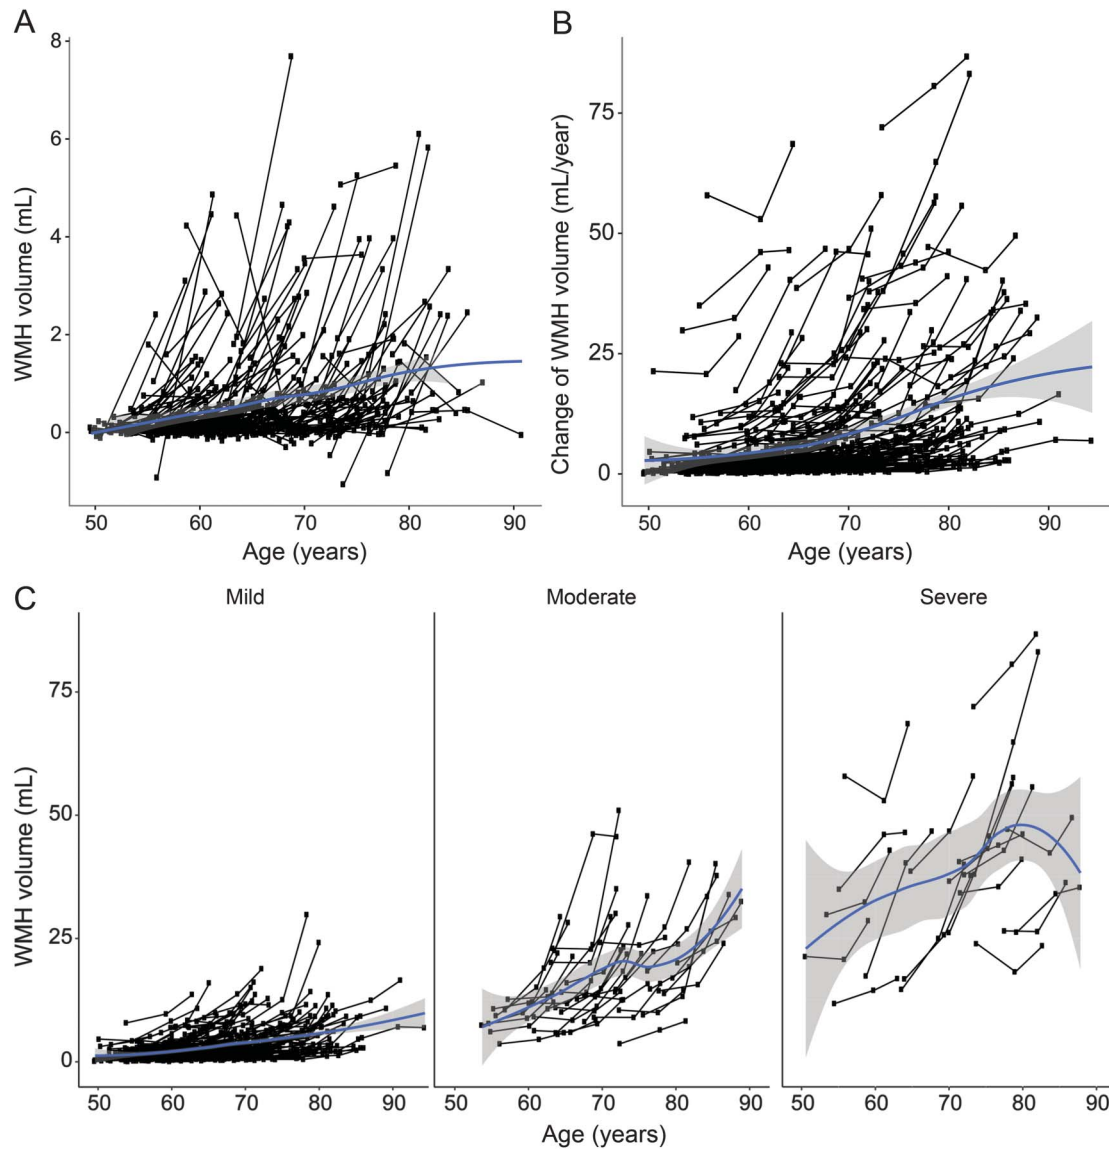 A
WMH volume (mL)
8
6
4
2
0
50 60 70 80 90
Age (years)
B
Change of WMH volume (mL/year)
75
50
25
0
50 60 70 80 90
Age (years)
C
Mild Moderate Severe
WMH volume (mL)
75
50
25
0
50 60 70 80 90 50 60 70 80 90 50 60 70 80 90
Age (years)